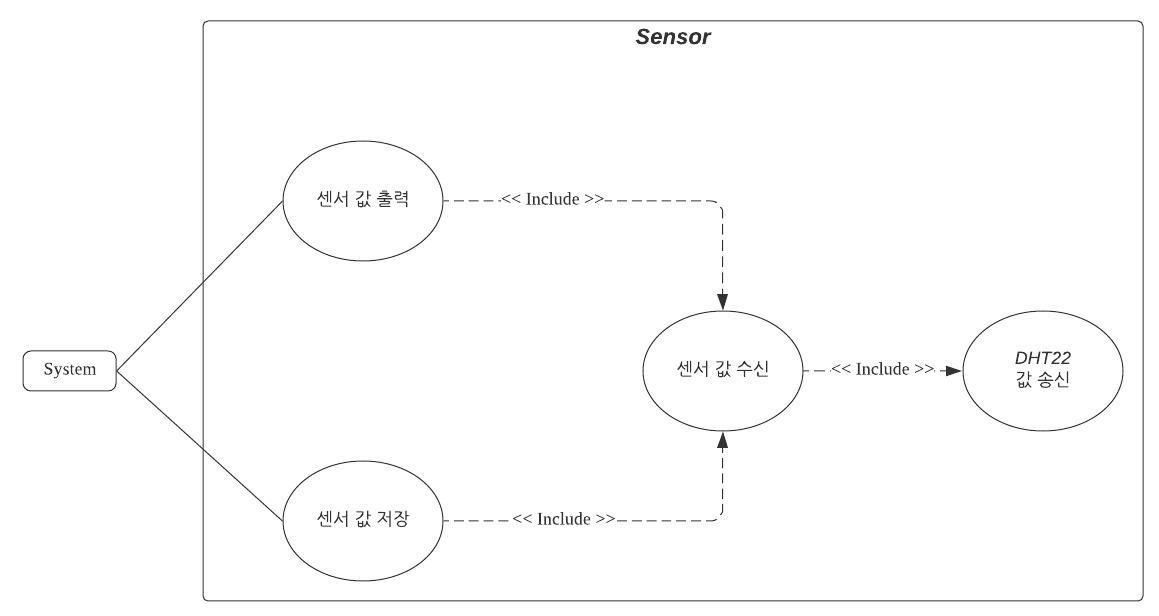 Sensor
센서 값 출력
<< Include >>
System
센서 값 수신
<< Include >>
DHT22
값 송신
센서 값 저장
<< Include >>